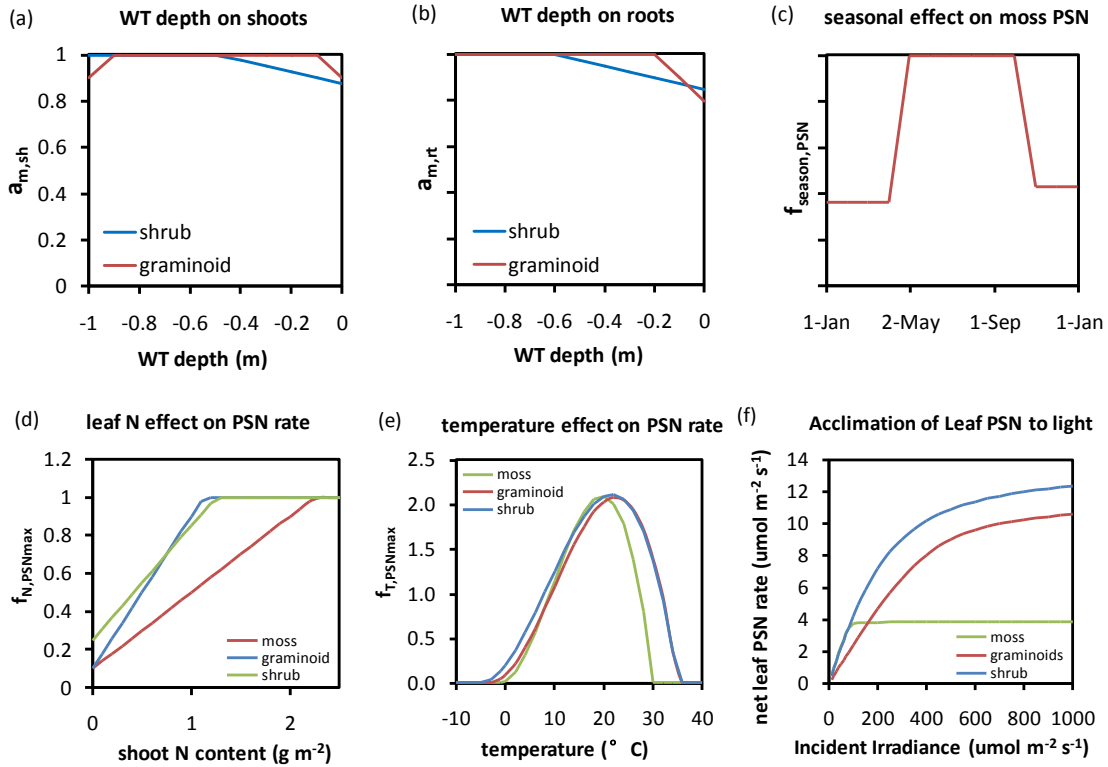 (a)
WT depth on shoots
a_m,sh
1
0.8
0.6
0.4
0.2
0
shrub
graminoid
-1 -0.8 -0.6 -0.4 -0.2 0
WT depth (m)
(b)
WT depth on roots
a_m,rt
shrub
graminoid
-1 -0.8 -0.6 -0.4 -0.2 0
WT depth (m)
(c)
seasonal effect on moss PSN
f_season,PSN
1-Jan 2-May 1-Sep 1-Jan
(d)
leaf N effect on PSN rate
f_N,PSNmax
1.2
1
0.8
0.6
0.4
0.2
0
moss
graminoid
shrub
0 1 2
shoot N content (g m⁻²)
(e)
temperature effect on PSN rate
f_T,PSNmax
2.5
2.0
1.5
1.0
0.5
0.0
moss
graminoid
shrub
-10 0 10 20 30 40
temperature (° C)
(f)
Acclimation of Leaf PSN to light
net leaf PSN rate (umol m⁻² s⁻¹)
14
12
10
8
6
4
2
0
moss
graminoids
shrub
0 200 400 600 800 1000
Incident Irradiance (umol m⁻² s⁻¹)